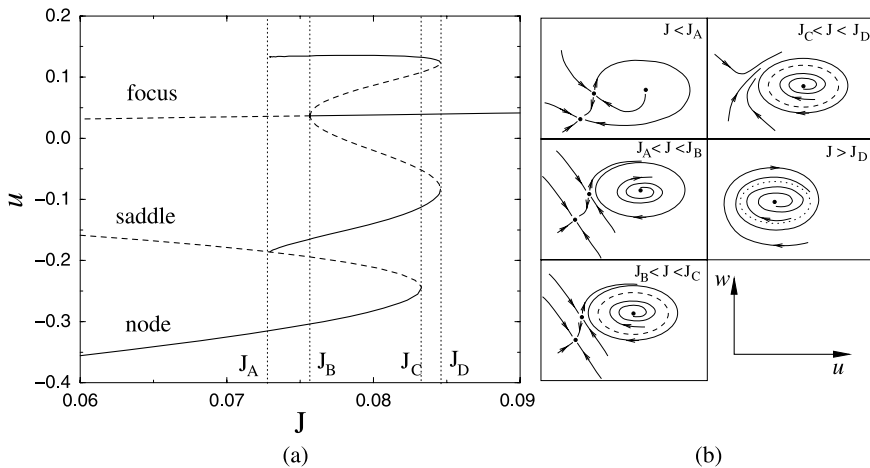 0.2
0.1
0.0
−0.1
−0.2
−0.3
−0.4
u
focus
saddle
node
J_A
J_B
J_C
J_D
0.06
0.07
0.08
0.09
J
(a)
J < J_A
J_C < J < J_D
J_A < J < J_B
J > J_D
J_B < J < J_C
w
u
(b)